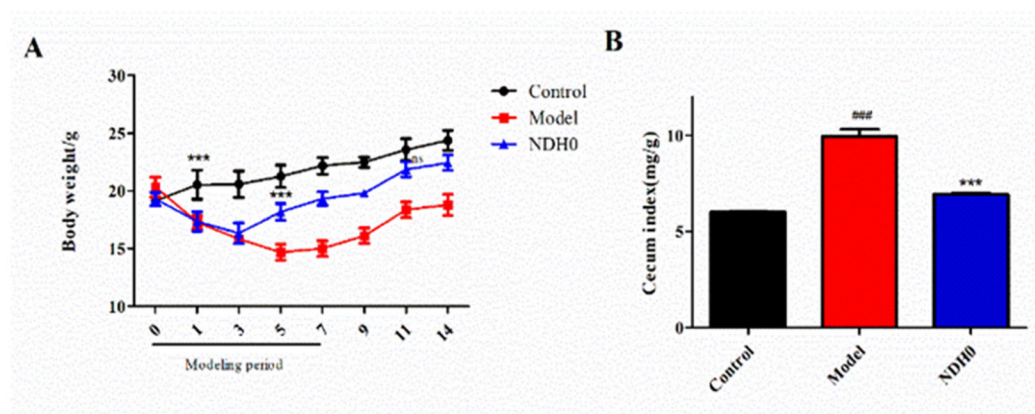 A
Body weight/g
30
25
20
15
10
***
***
ns
0
1
3
5
7
9
11
14
Modeling period
Control
Model
NDH0
B
Cecum index(mg/g)
10
5
0
###
***
Control
Model
NDH0